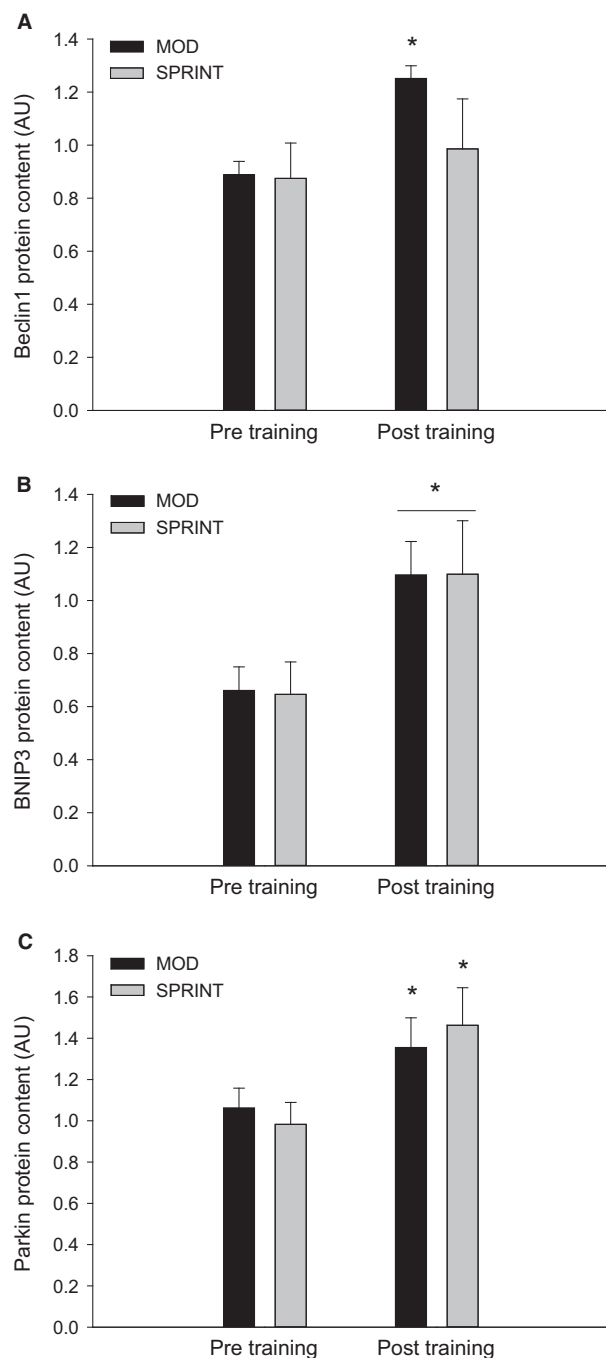 A
1.4
MOD
*
SPRINT
1.2
1.0
0.8
0.6
0.4
0.2
0.0
Beclin1 protein content (AU)
Pre training
Post training
B
1.4
MOD
*
SPRINT
1.2
1.0
0.8
0.6
0.4
0.2
0.0
BNIP3 protein content (AU)
Pre training
Post training
C
1.8
MOD
*
SPRINT
1.6
*
1.4
1.2
1.0
0.8
0.6
0.4
0.2
0.0
Parkin protein content (AU)
Pre training
Post training